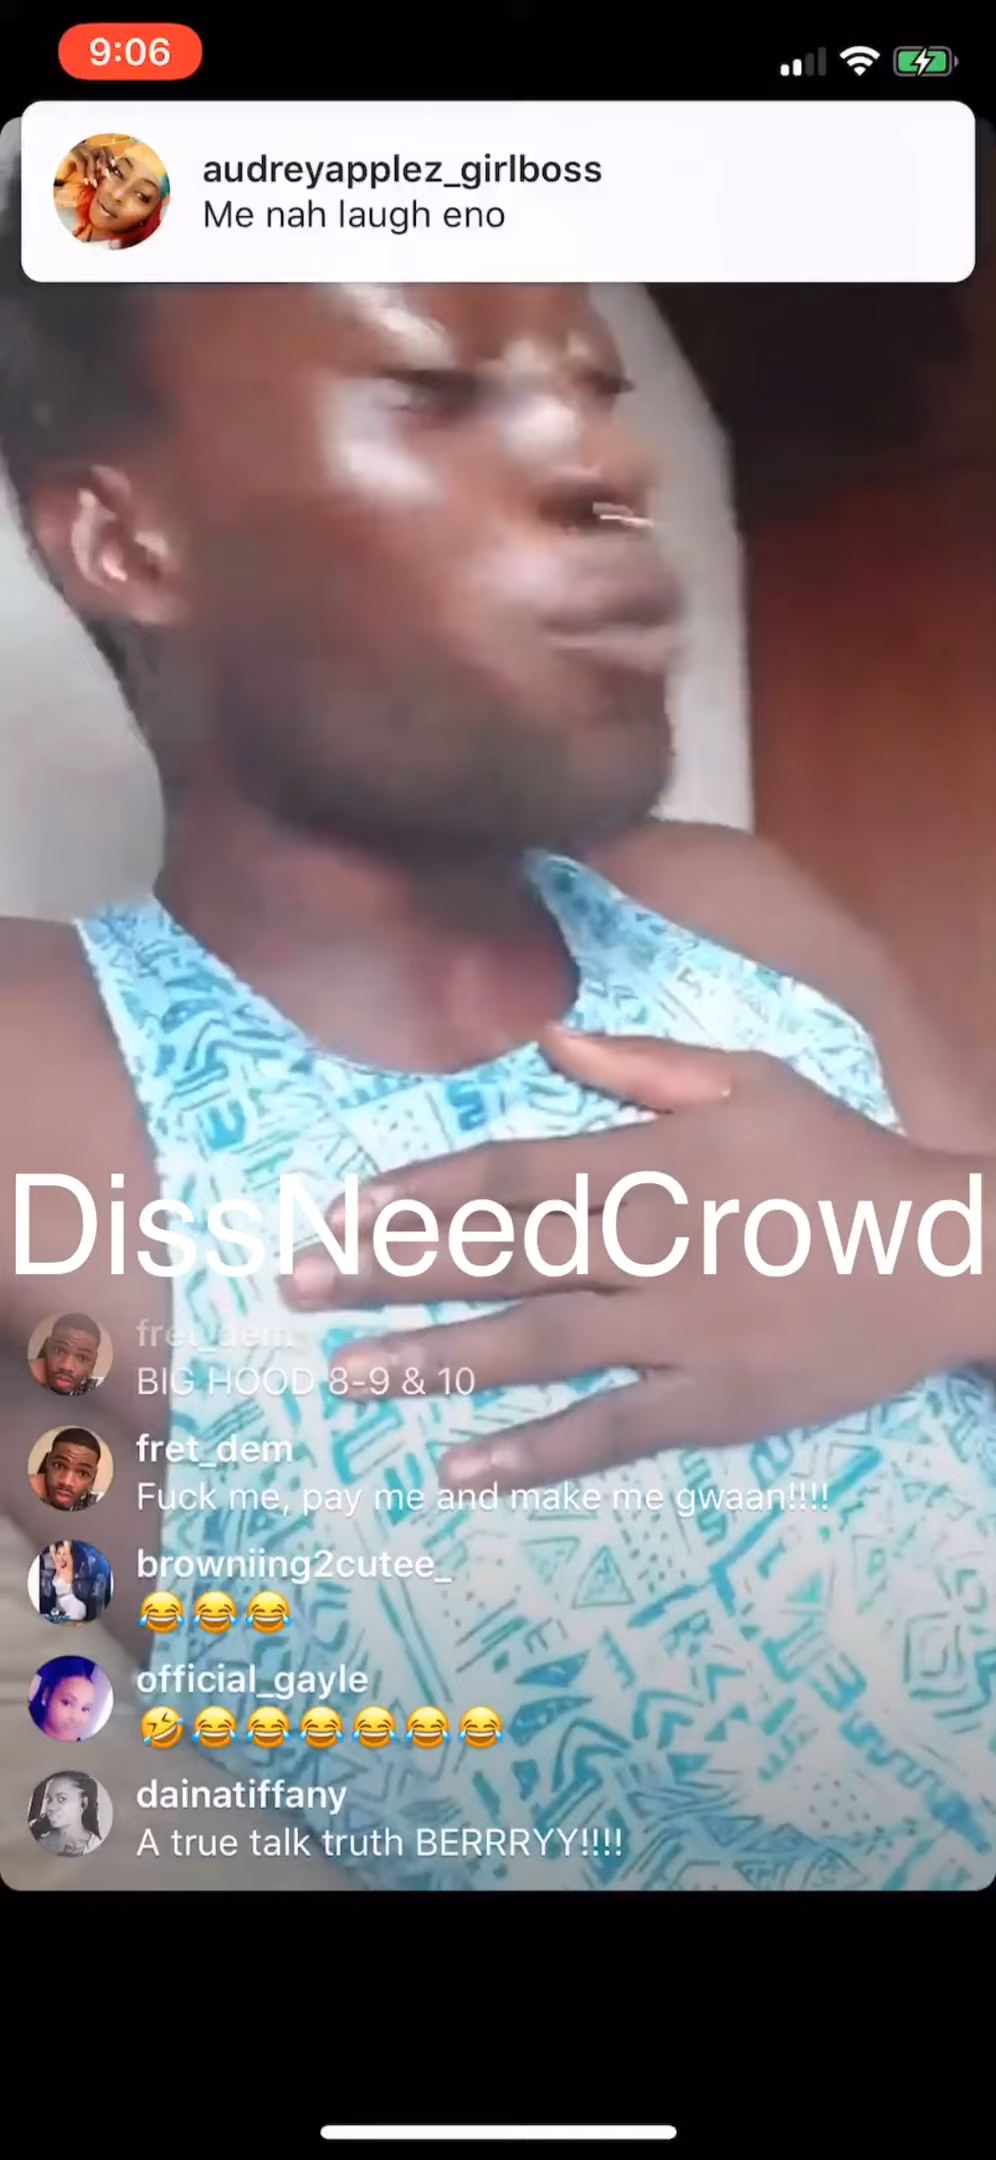 9:06
audreyapplez_girlboss
Me nah laugh eno
DissNeedCrowd
fret_dem
BIG HOOD 8-9 & 10
fret_dem
Fuck me, pay me and make me gwaan!!!!
browniing2cutee_
😂😂😂
official_gayle
🤣😂😂😂😂😂😂
dainatiffany
A true talk truth BERRRYY!!!!